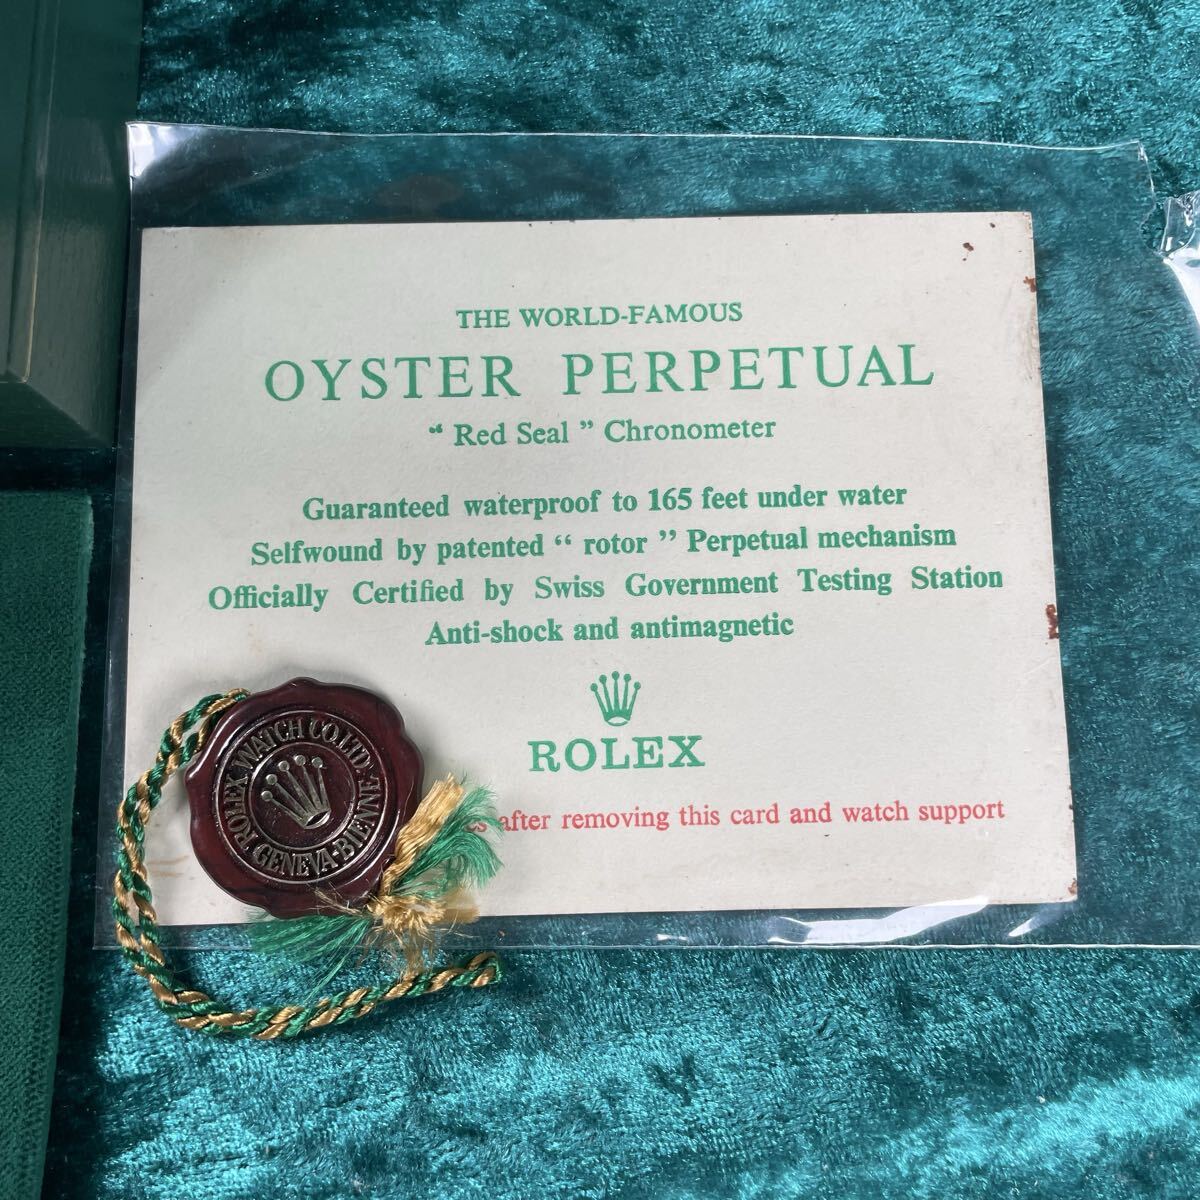 THE WORLD-FAMOUS
OYSTER PERPETUAL
“ Red Seal ” Chronometer
Guaranteed waterproof to 165 feet under water
Selfwound by patented “ rotor ” Perpetual mechanism
Officially Certified by Swiss Government Testing Station
Anti-shock and antimagnetic
ROLEX
after removing this card and watch support
ROLEX WATCH CO LTD
GENEVA-BIENNE